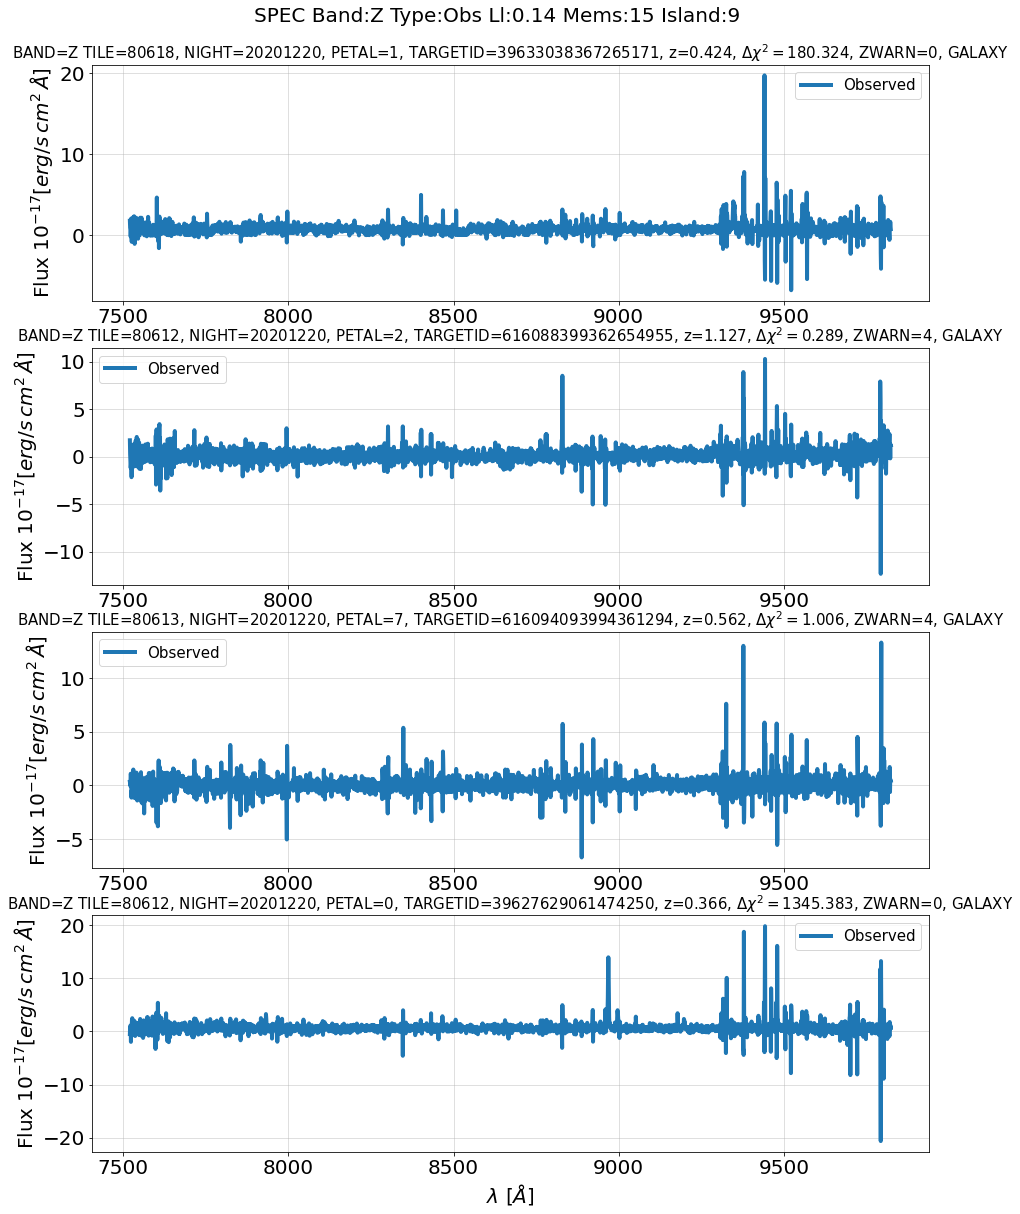 SPEC Band:Z Type:Obs Ll:0.14 Mems:15 Island:9
BAND=Z TILE=80618, NIGHT=20201220, PETAL=1, TARGETID=39633038367265171, z=0.424, Δχ² = 180.324, ZWARN=0, GALAXY
Flux 10⁻¹⁷[erg/s cm² Å]
20
10
0
Observed
7500 8000 8500 9000 9500
BAND=Z TILE=80612, NIGHT=20201220, PETAL=2, TARGETID=616088399362654955, z=1.127, Δχ² = 0.289, ZWARN=4, GALAXY
Flux 10⁻¹⁷[erg/s cm² Å]
10
5
0
−5
−10
Observed
7500 8000 8500 9000 9500
BAND=Z TILE=80613, NIGHT=20201220, PETAL=7, TARGETID=616094093994361294, z=0.562, Δχ² = 1.006, ZWARN=4, GALAXY
Flux 10⁻¹⁷[erg/s cm² Å]
10
5
0
−5
Observed
7500 8000 8500 9000 9500
BAND=Z TILE=80612, NIGHT=20201220, PETAL=0, TARGETID=39627629061474250, z=0.366, Δχ² = 1345.383, ZWARN=0, GALAXY
Flux 10⁻¹⁷[erg/s cm² Å]
20
10
0
−10
−20
Observed
7500 8000 8500 9000 9500
λ [Å]